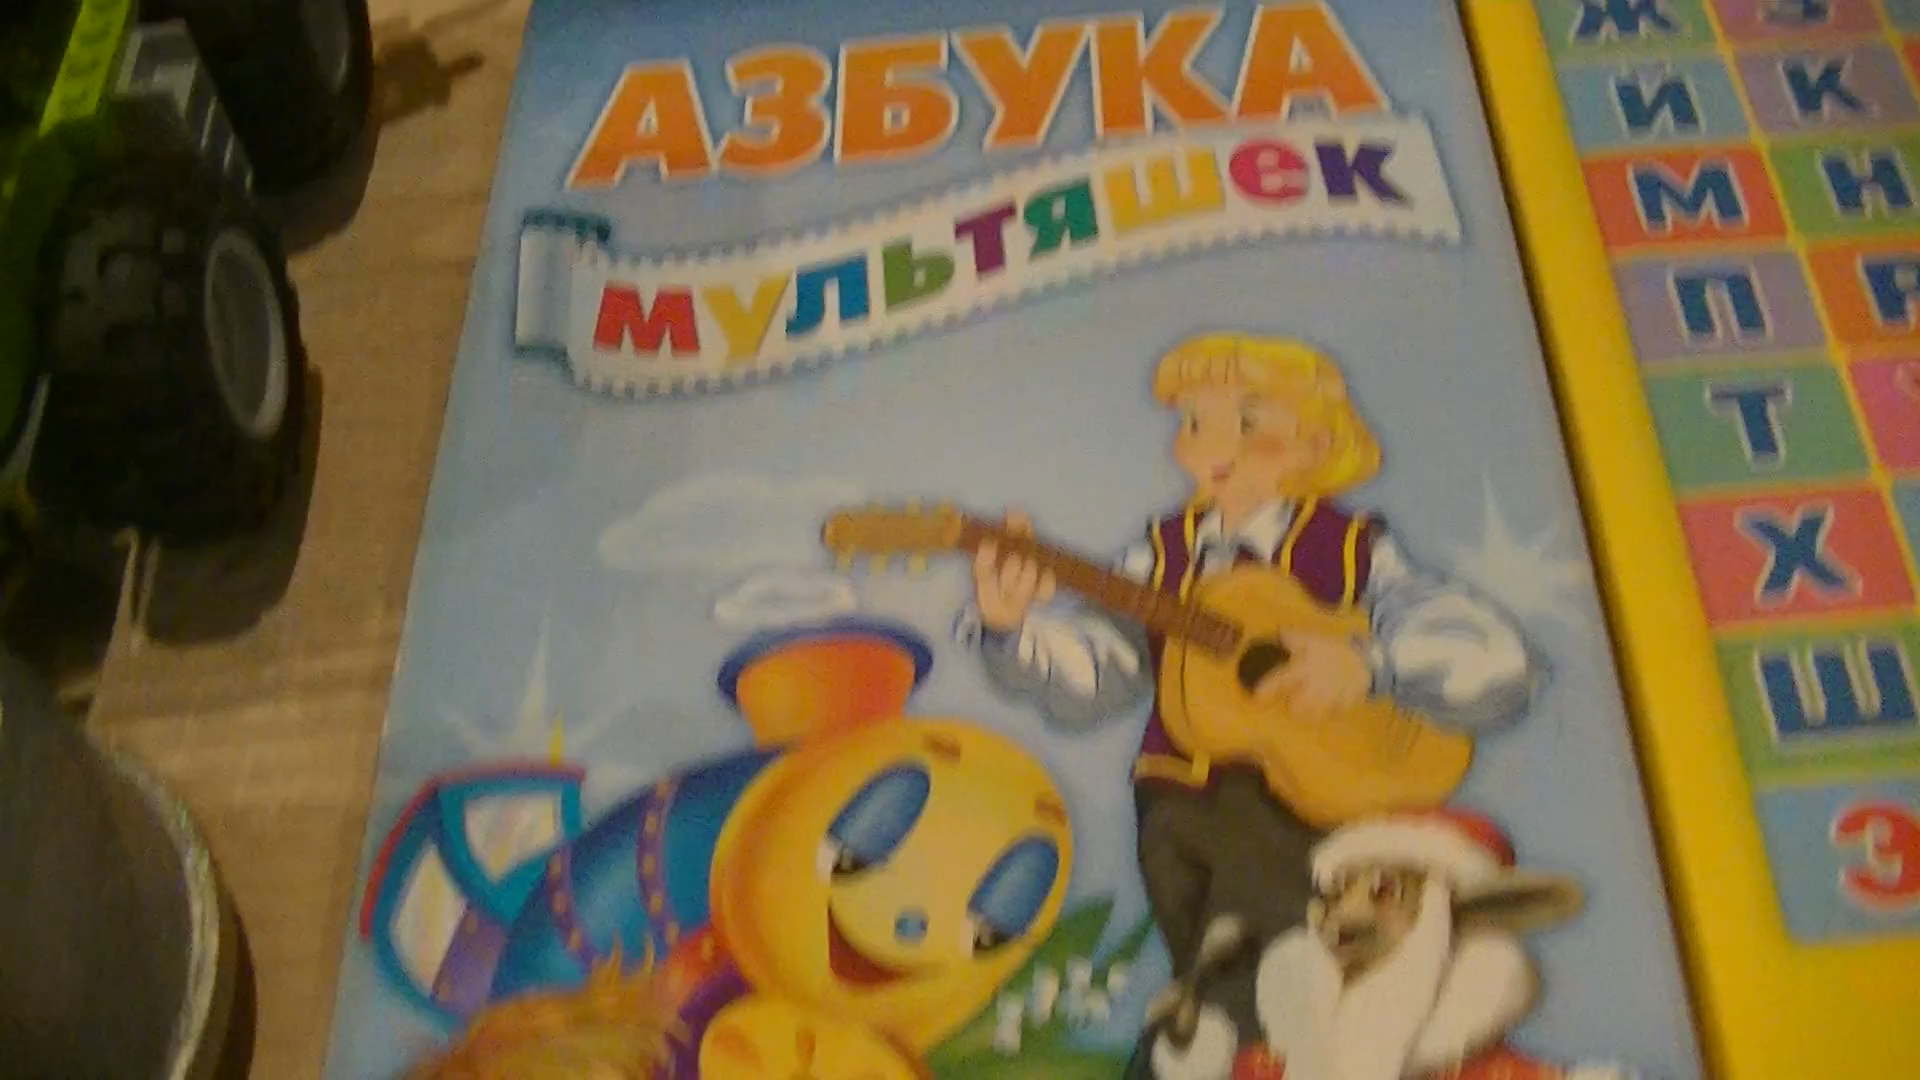 АЗБУКА
мультяшек
Ж З
Й К
М Н
П Р
Т
Х
Ш
З